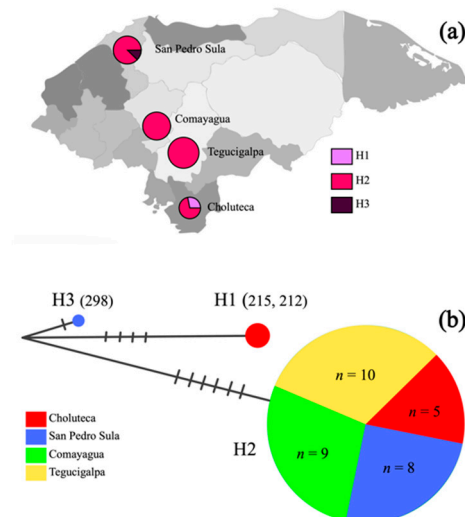 (a)
San Pedro Sula
Comayagua
Tegucigalpa
Choluteca
H1
H2
H3
(b)
H3 (298)
H1 (215, 212)
n = 10
n = 5
n = 9
n = 8
H2
Choluteca
San Pedro Sula
Comayagua
Tegucigalpa